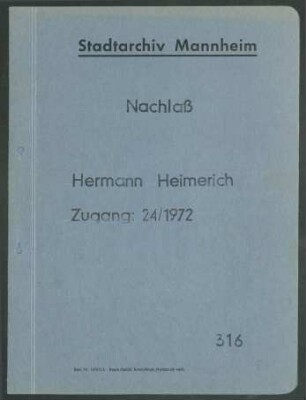 Stadtarchiv Mannheim
Nachlaß
Hermann Heimerich
Zugang: 24/1972
316